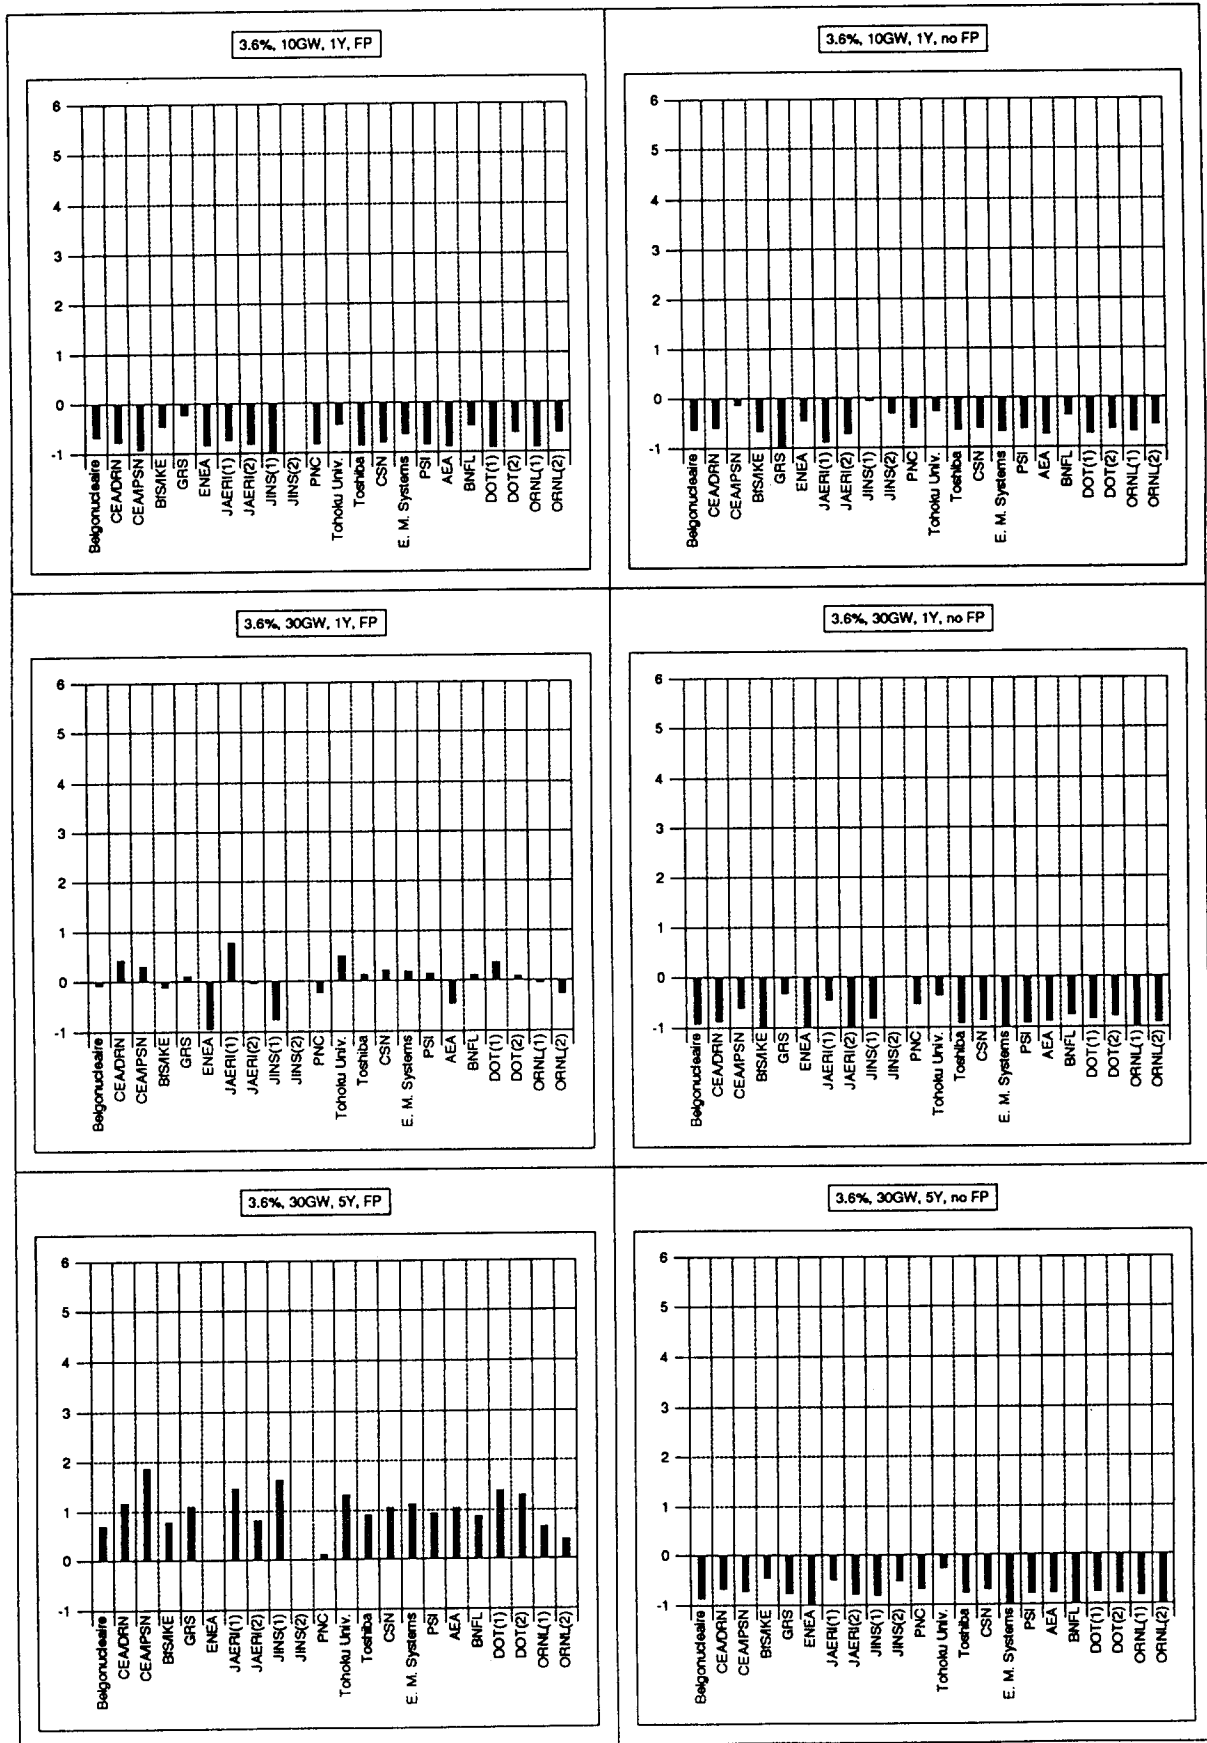 3.6%, 10GW, 1Y, FP
6
5
4
3
2
1
0
-1
Belgonucleaire
CEA/DRN
CEA/IPSN
BfS/IKE
GRS
ENEA
JAERI(1)
JAERI(2)
JINS(1)
JINS(2)
PNC
Tohoku Univ.
Toshiba
CSN
E. M. Systems
PSI
AEA
BNFL
DOT(1)
DOT(2)
ORNL(1)
ORNL(2)
3.6%, 10GW, 1Y, no FP
6
5
4
3
2
1
0
-1
Belgonucleaire
CEA/DRN
CEA/IPSN
BfS/IKE
GRS
ENEA
JAERI(1)
JAERI(2)
JINS(1)
JINS(2)
PNC
Tohoku Univ.
Toshiba
CSN
E. M. Systems
PSI
AEA
BNFL
DOT(1)
DOT(2)
ORNL(1)
ORNL(2)
3.6%, 30GW, 1Y, FP
6
5
4
3
2
1
0
-1
Belgonucleaire
CEA/DRN
CEA/IPSN
BfS/IKE
GRS
ENEA
JAERI(1)
JAERI(2)
JINS(1)
JINS(2)
PNC
Tohoku Univ.
Toshiba
CSN
E. M. Systems
PSI
AEA
BNFL
DOT(1)
DOT(2)
ORNL(1)
ORNL(2)
3.6%, 30GW, 1Y, no FP
6
5
4
3
2
1
0
-1
Belgonucleaire
CEA/DRN
CEA/IPSN
BfS/IKE
GRS
ENEA
JAERI(1)
JAERI(2)
JINS(1)
JINS(2)
PNC
Tohoku Univ.
Toshiba
CSN
E. M. Systems
PSI
AEA
BNFL
DOT(1)
DOT(2)
ORNL(1)
ORNL(2)
3.6%, 30GW, 5Y, FP
6
5
4
3
2
1
0
-1
Belgonucleaire
CEA/DRN
CEA/IPSN
BfS/IKE
GRS
ENEA
JAERI(1)
JAERI(2)
JINS(1)
JINS(2)
PNC
Tohoku Univ.
Toshiba
CSN
E. M. Systems
PSI
AEA
BNFL
DOT(1)
DOT(2)
ORNL(1)
ORNL(2)
3.6%, 30GW, 5Y, no FP
6
5
4
3
2
1
0
-1
Belgonucleaire
CEA/DRN
CEA/IPSN
BfS/IKE
GRS
ENEA
JAERI(1)
JAERI(2)
JINS(1)
JINS(2)
PNC
Tohoku Univ.
Toshiba
CSN
E. M. Systems
PSI
AEA
BNFL
DOT(1)
DOT(2)
ORNL(1)
ORNL(2)